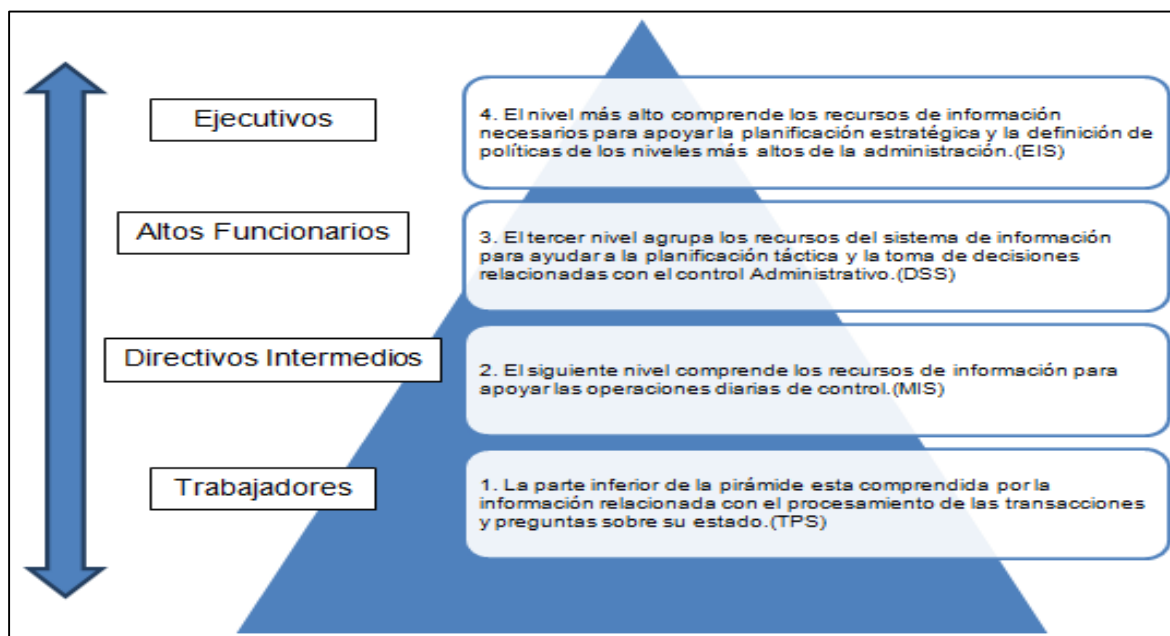 Ejecutivos
4. El nivel más alto comprende los recursos de información
necesarios para apoyar la planificación estratégica y la definición de
políticas de los niveles más altos de la administración.(EIS)
Altos Funcionarios
3. El tercer nivel agrupa los recursos del sistema de información
para ayudar a la planificación táctica y la toma de decisiones
relacionadas con el control Administrativo.(DSS)
Directivos Intermedios
2. El siguiente nivel comprende los recursos de información para
apoyar las operaciones diarias de control.(MIS)
Trabajadores
1. La parte inferior de la pirámide esta comprendida por la
información relacionada con el procesamiento de las transacciones
y preguntas sobre su estado.(TPS)